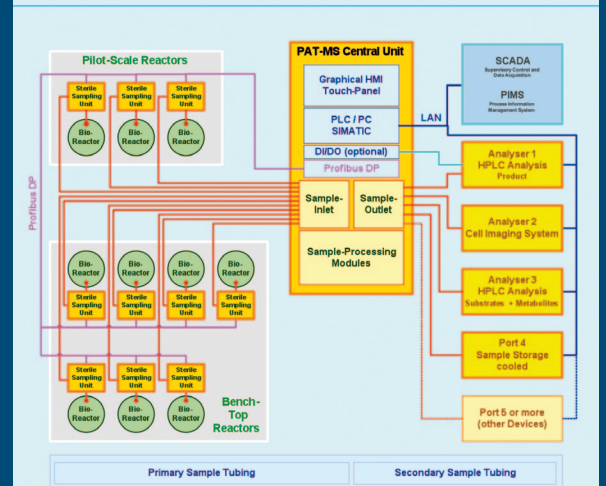 Pilot-Scale Reactors
Sterile
Sampling
Unit
Sterile
Sampling
Unit
Sterile
Sampling
Unit
Bio-
Reactor
Bio-
Reactor
Bio-
Reactor
Profibus DP
PAT-MS Central Unit
Graphical HMI
Touch-Panel
PLC / PC
SIMATIC
DI/DO (optional)
Profibus DP
Sample-
Inlet
Sample-
Outlet
Sample-Processing
Modules
LAN
SCADA
Supervisory Control and
Data Acquisition
PIMS
Process Information
Management System
Analyser 1
HPLC Analysis
Product
Analyser 2
Cell Imaging System
Analyser 3
HPLC Analysis
Substrates + Metabolites
Port 4
Sample Storage
cooled
Port 5 or more
(other Devices)
Bio-
Reactor
Bio-
Reactor
Bio-
Reactor
Bio-
Reactor
Sterile
Sampling
Unit
Sterile
Sampling
Unit
Sterile
Sampling
Unit
Sterile
Sampling
Unit
Sterile
Sampling
Unit
Sterile
Sampling
Unit
Sterile
Sampling
Unit
Bio-
Reactor
Bio-
Reactor
Bio-
Reactor
Bench-
Top
Reactors
Primary Sample Tubing
Secondary Sample Tubing